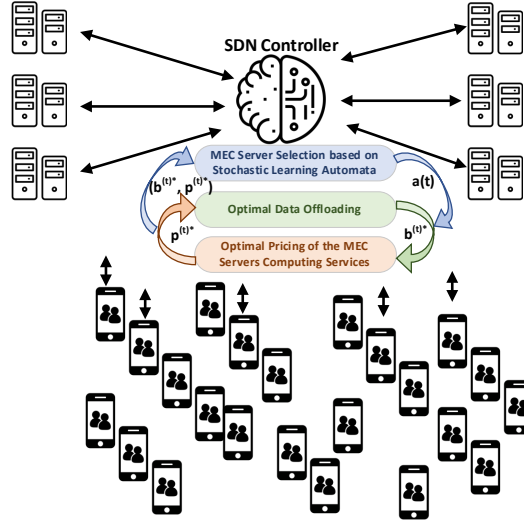 SDN Controller
MEC Server Selection based on
Stochastic Learning Automata
(b^(t)*, p^(t)*)
a(t)
Optimal Data Offloading
p^(t)*
b^(t)*
Optimal Pricing of the MEC
Servers Computing Services